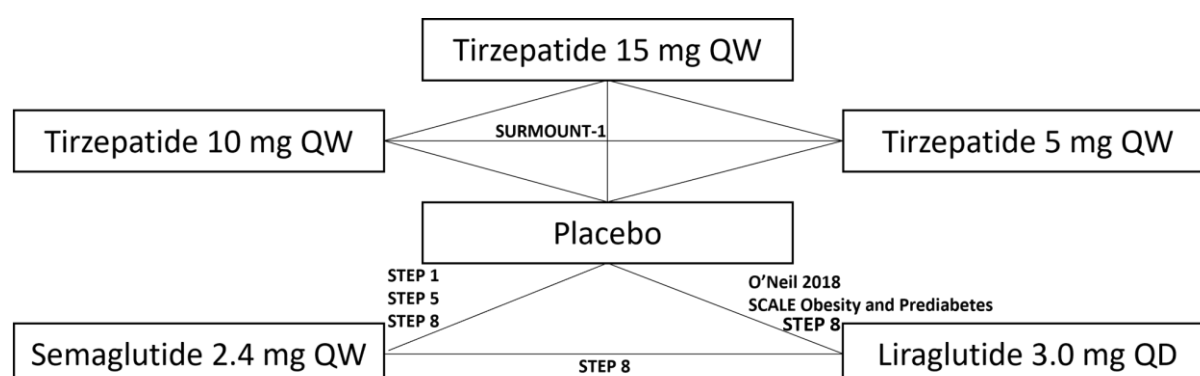 Tirzepatide 15 mg QW
Tirzepatide 10 mg QW
SURMOUNT-1
Tirzepatide 5 mg QW
Placebo
STEP 1
STEP 5
STEP 8
O’Neil 2018
SCALE Obesity and Prediabetes
STEP 8
Semaglutide 2.4 mg QW
STEP 8
Liraglutide 3.0 mg QD